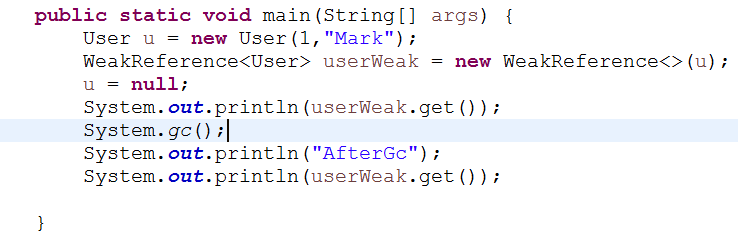 public static void main(String[] args) {
User u = new User(1,"Mark");
WeakReference<User> userWeak = new WeakReference<>(u);
u = null;
System.out.println(userWeak.get());
System.gc();
System.out.println("AfterGc");
System.out.println(userWeak.get());
}